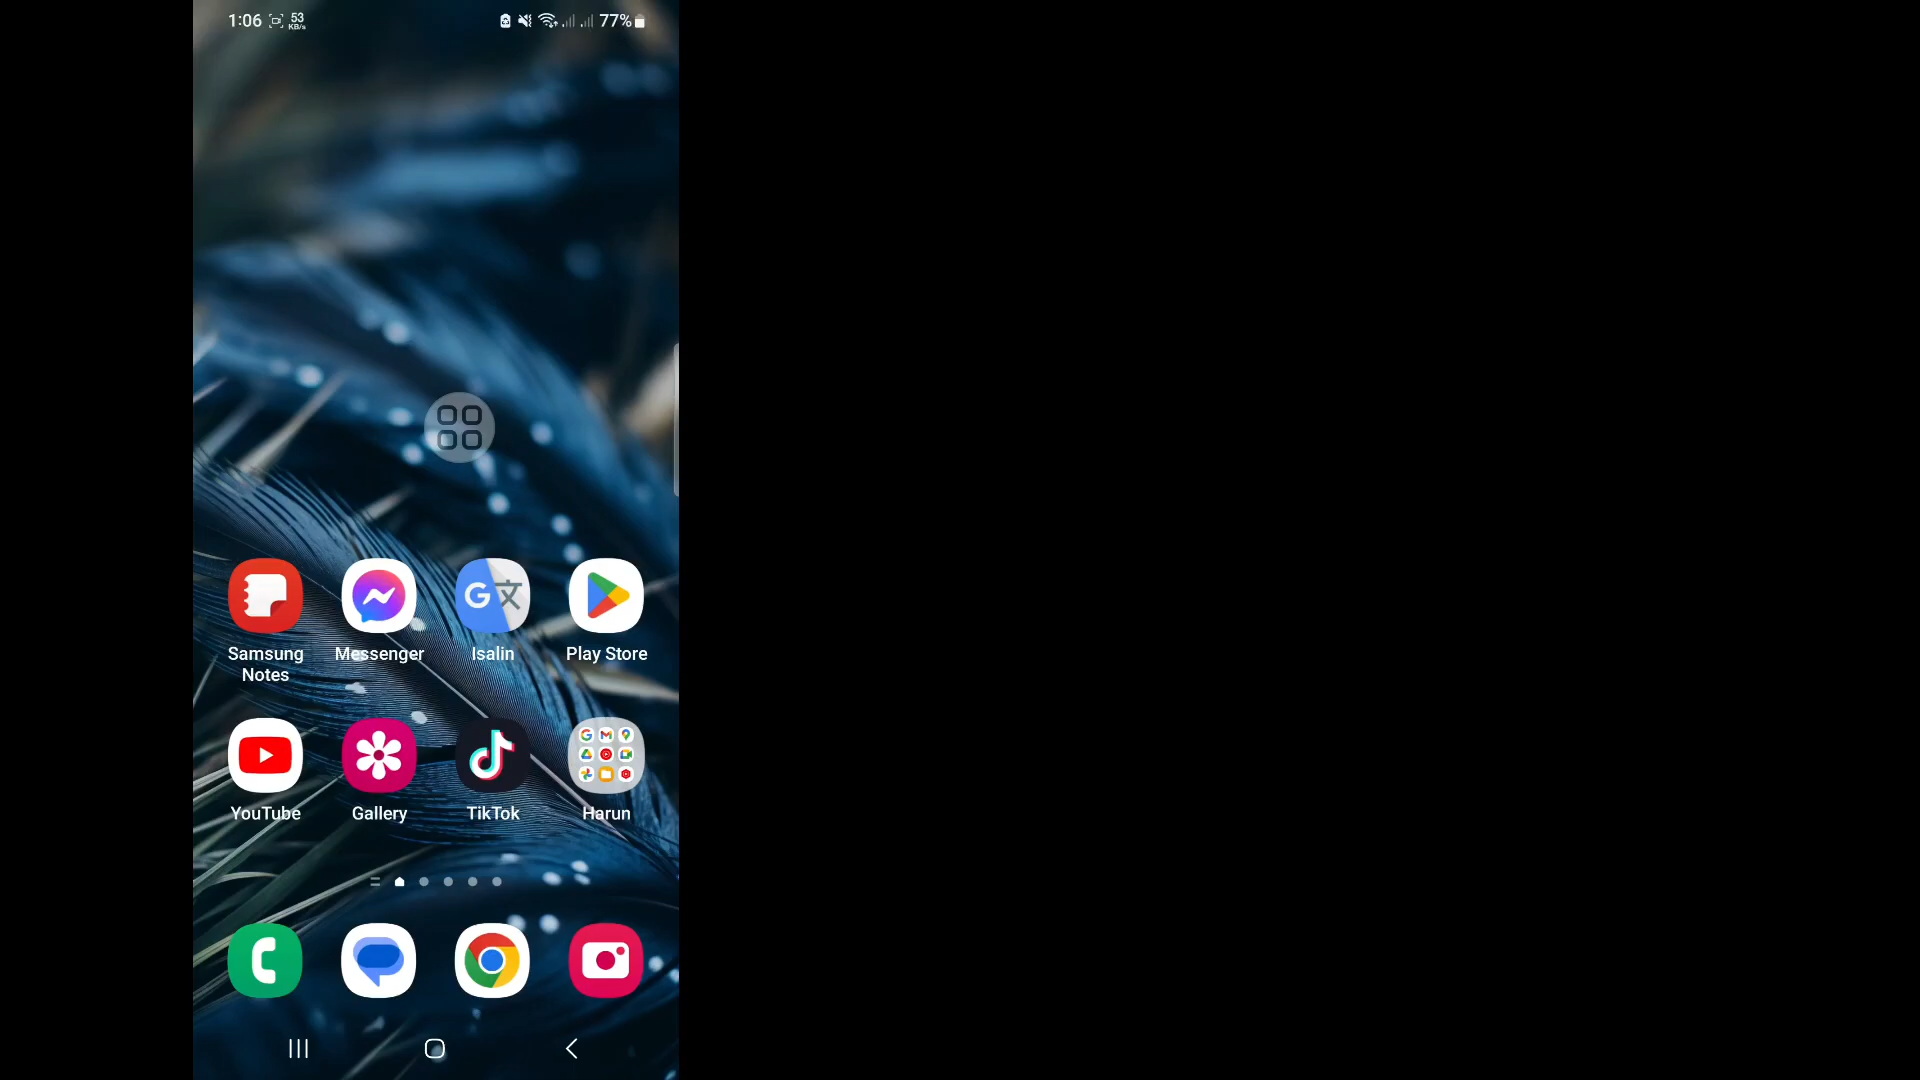 1:06 53 KB/s 77%
Samsung Notes Messenger Isalin Play Store
YouTube Gallery TikTok Harun